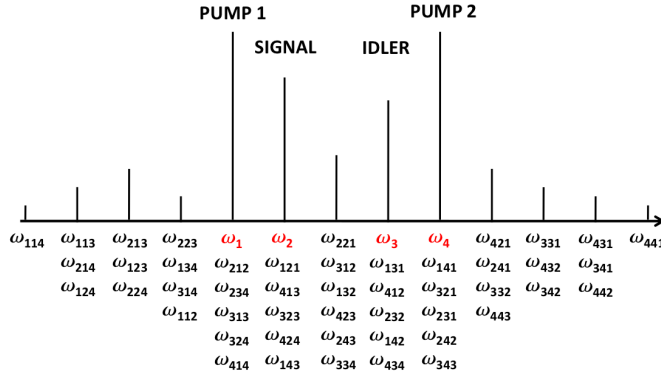 PUMP 1 PUMP 2
SIGNAL IDLER
ω114 ω113 ω213 ω223 ω1 ω2 ω221 ω3 ω4 ω421 ω331 ω431 ω441
ω214 ω123 ω134 ω212 ω121 ω312 ω131 ω141 ω241 ω432 ω341
ω124 ω224 ω314 ω234 ω413 ω132 ω412 ω321 ω332 ω342 ω442
ω112 ω313 ω323 ω423 ω232 ω231 ω443
ω324 ω424 ω243 ω142 ω242
ω414 ω143 ω334 ω434 ω343